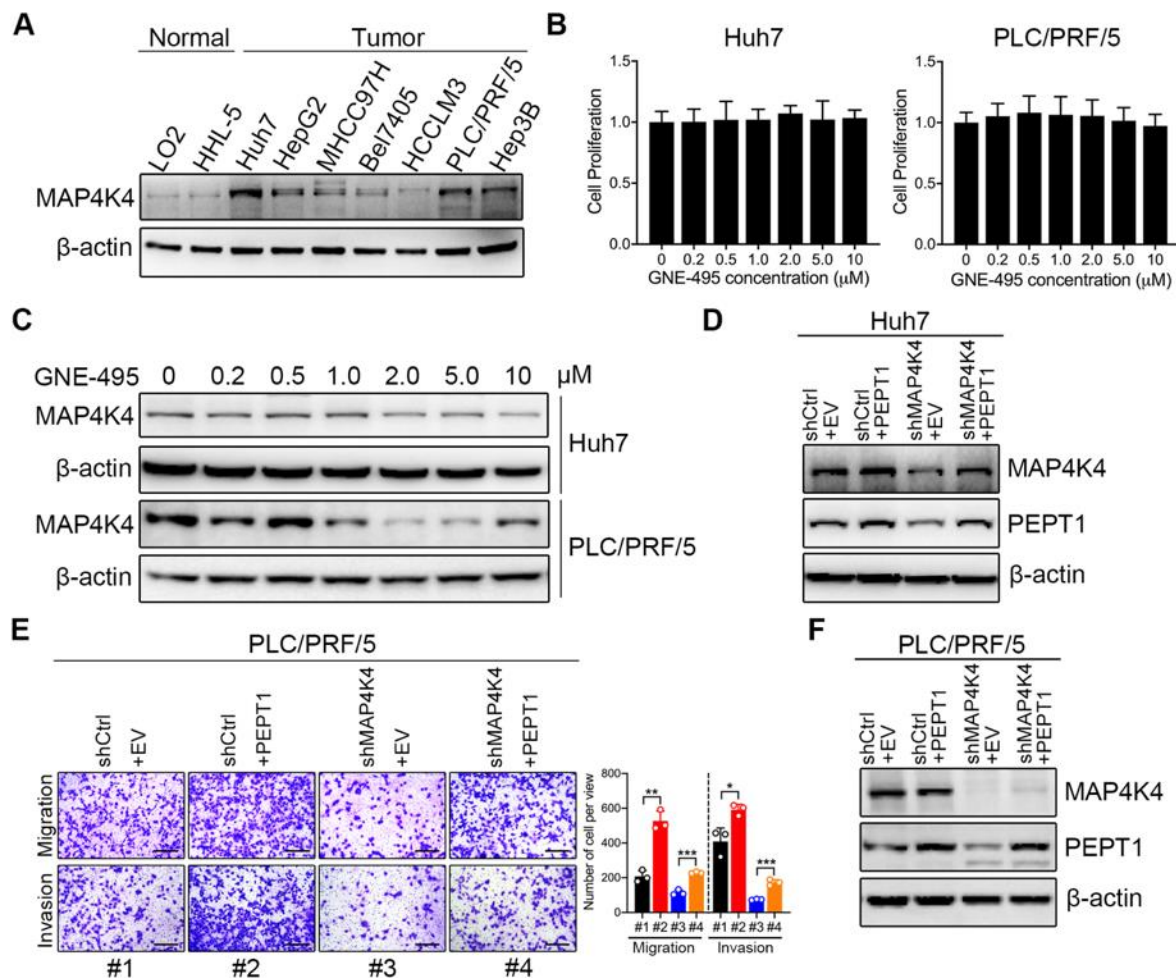 A
Normal Tumor
LO2
HHL-5
Huh7
HepG2
MHCC97H
Bel7405
HCCLM3
PLC/PRF/5
Hep3B
MAP4K4
β-actin
B
Huh7
Cell Proliferation
1.5
1.0
0.5
0.0
0 0.2 0.5 1.0 2.0 5.0 10
GNE-495 concentration (μM)
PLC/PRF/5
Cell Proliferation
1.5
1.0
0.5
0.0
0 0.2 0.5 1.0 2.0 5.0 10
GNE-495 concentration (μM)
C
GNE-495 0 0.2 0.5 1.0 2.0 5.0 10 μM
MAP4K4
β-actin
Huh7
MAP4K4
β-actin
PLC/PRF/5
D
Huh7
shCtrl
+EV
shCtrl
+PEPT1
shMAP4K4
+EV
shMAP4K4
+PEPT1
MAP4K4
PEPT1
β-actin
E
PLC/PRF/5
shCtrl
+EV
shCtrl
+PEPT1
shMAP4K4
+EV
shMAP4K4
+PEPT1
Migration
Invasion
#1 #2 #3 #4
Number of cell per view
800
600
400
200
0
** *** * ***
#1 #2 #3 #4 #1 #2 #3 #4
Migration Invasion
F
PLC/PRF/5
shCtrl
+EV
shCtrl
+PEPT1
shMAP4K4
+EV
shMAP4K4
+PEPT1
MAP4K4
PEPT1
β-actin